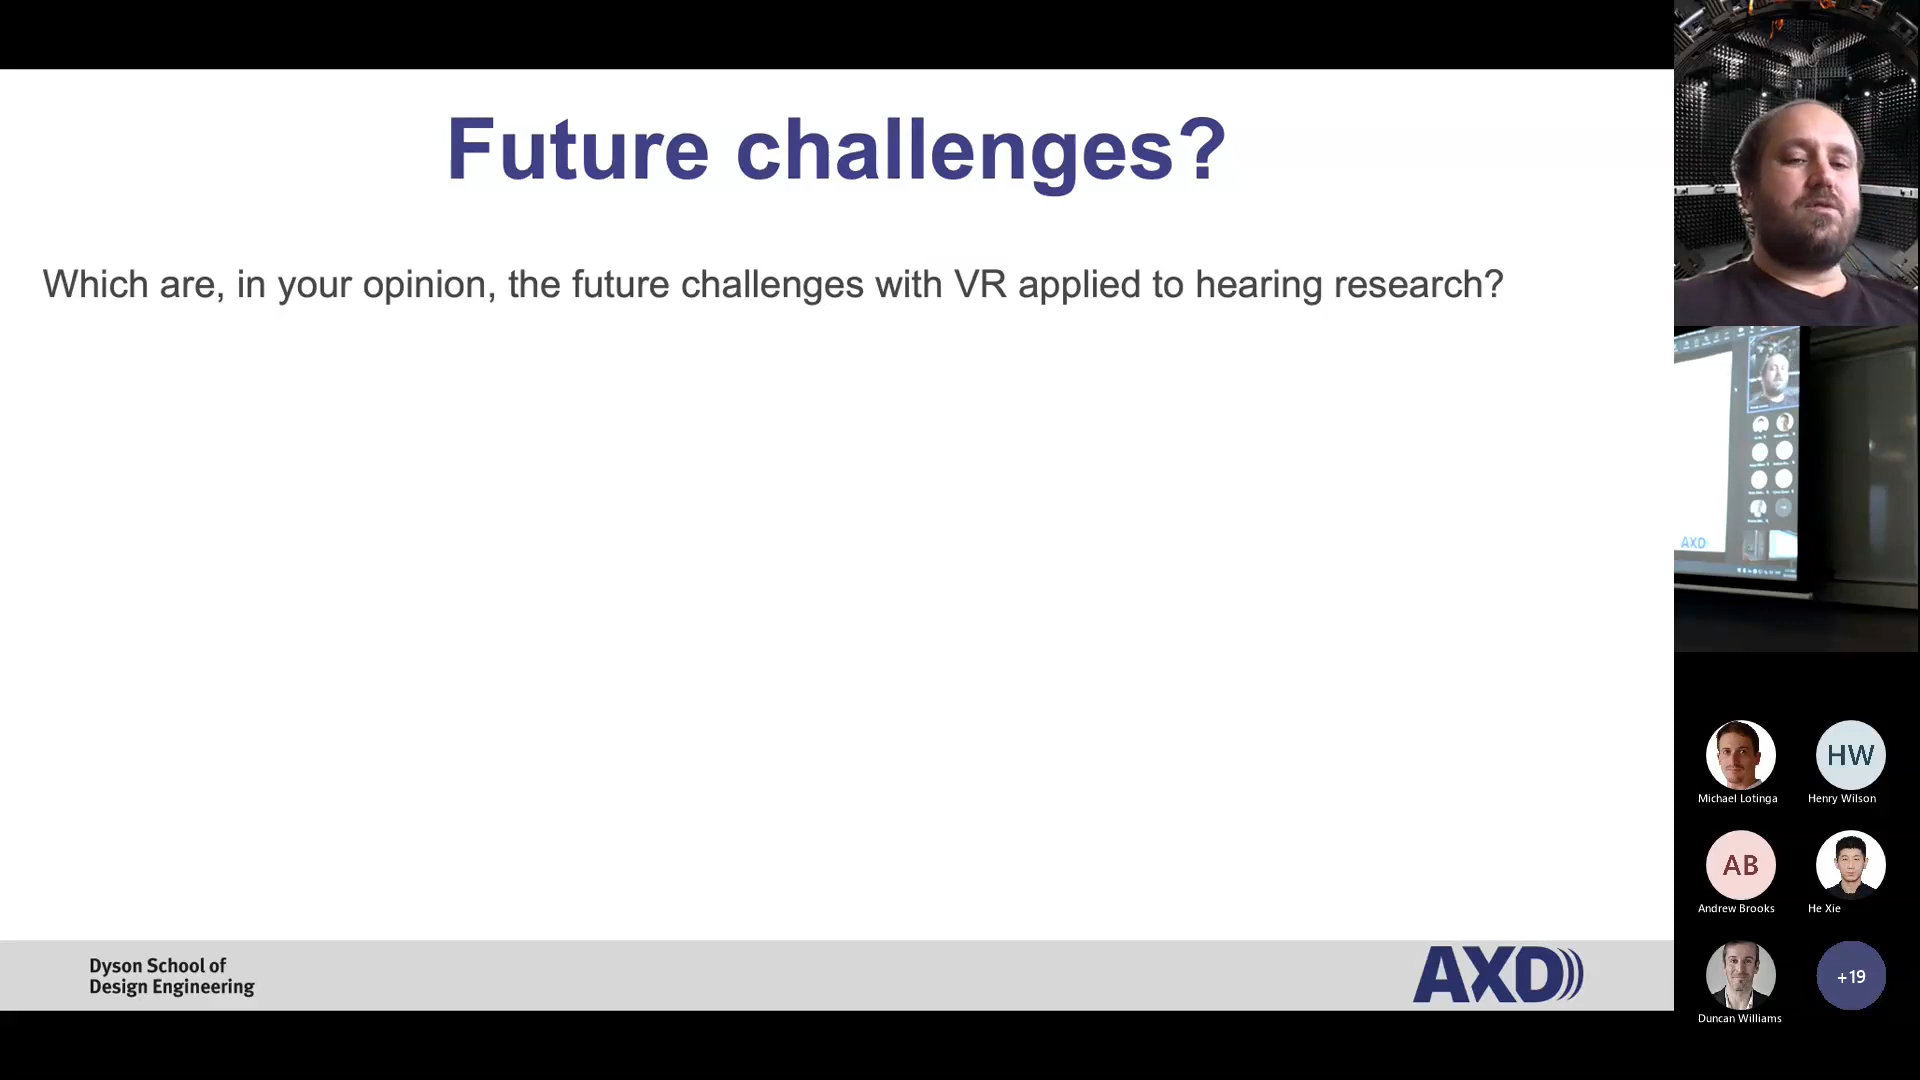 Future challenges?
Which are, in your opinion, the future challenges with VR applied to hearing research?
Dyson School of
Design Engineering
AXD
AXD
HW
Michael Lotinga
Henry Wilson
AB
Andrew Brooks
He Xie
+19
Duncan Williams